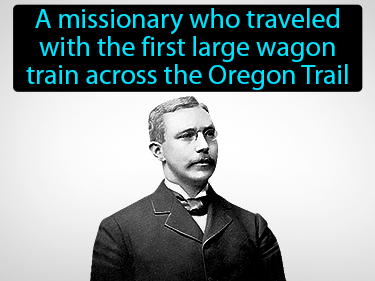 A missionary who traveled
with the first large wagon
train across the Oregon Trail